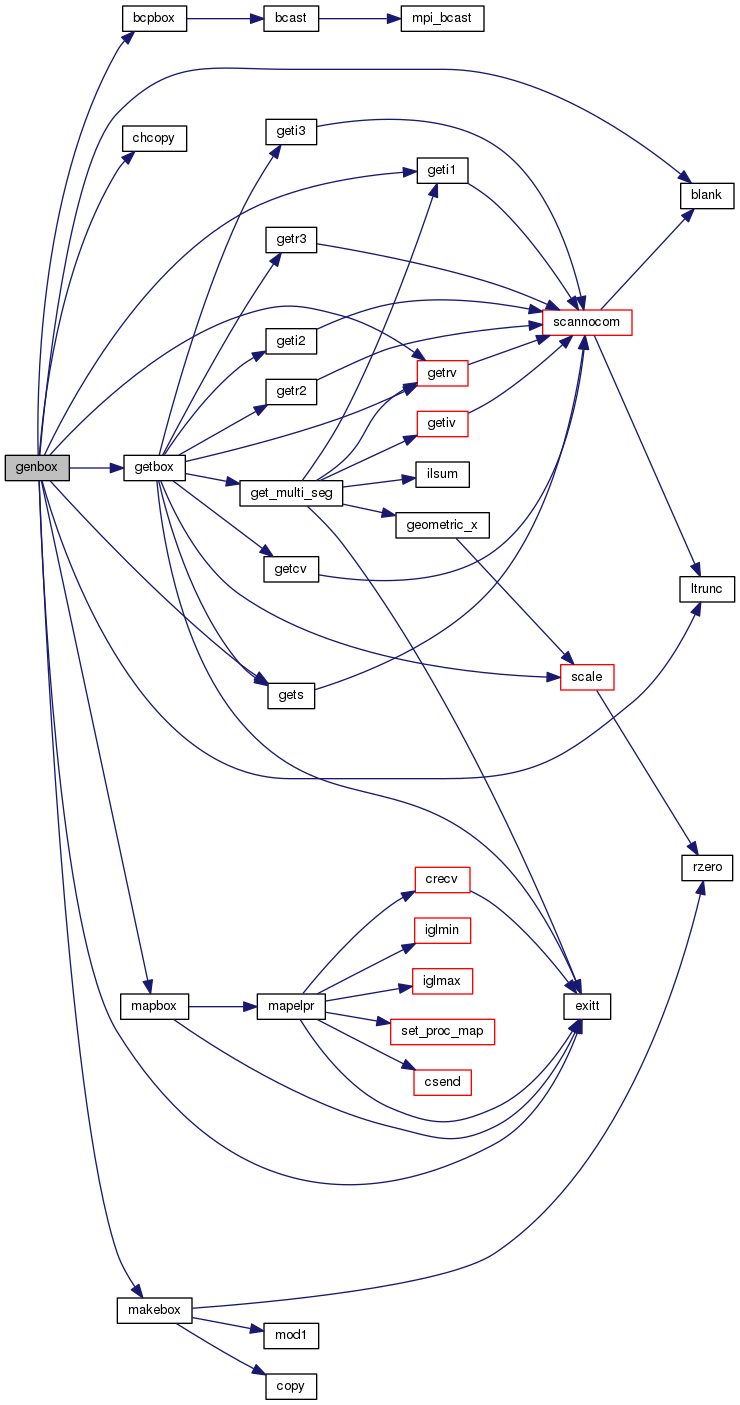 bcpbox
bcast
mpi_bcast
chcopy
geti3
geti1
blank
getr3
scannocom
geti2
getrv
getr2
getiv
genbox
getbox
ilsum
get_multi_seg
geometric_x
getcv
ltrunc
scale
gets
rzero
crecv
iglmin
iglmax
mapbox
mapelpr
exitt
set_proc_map
csend
makebox
mod1
copy